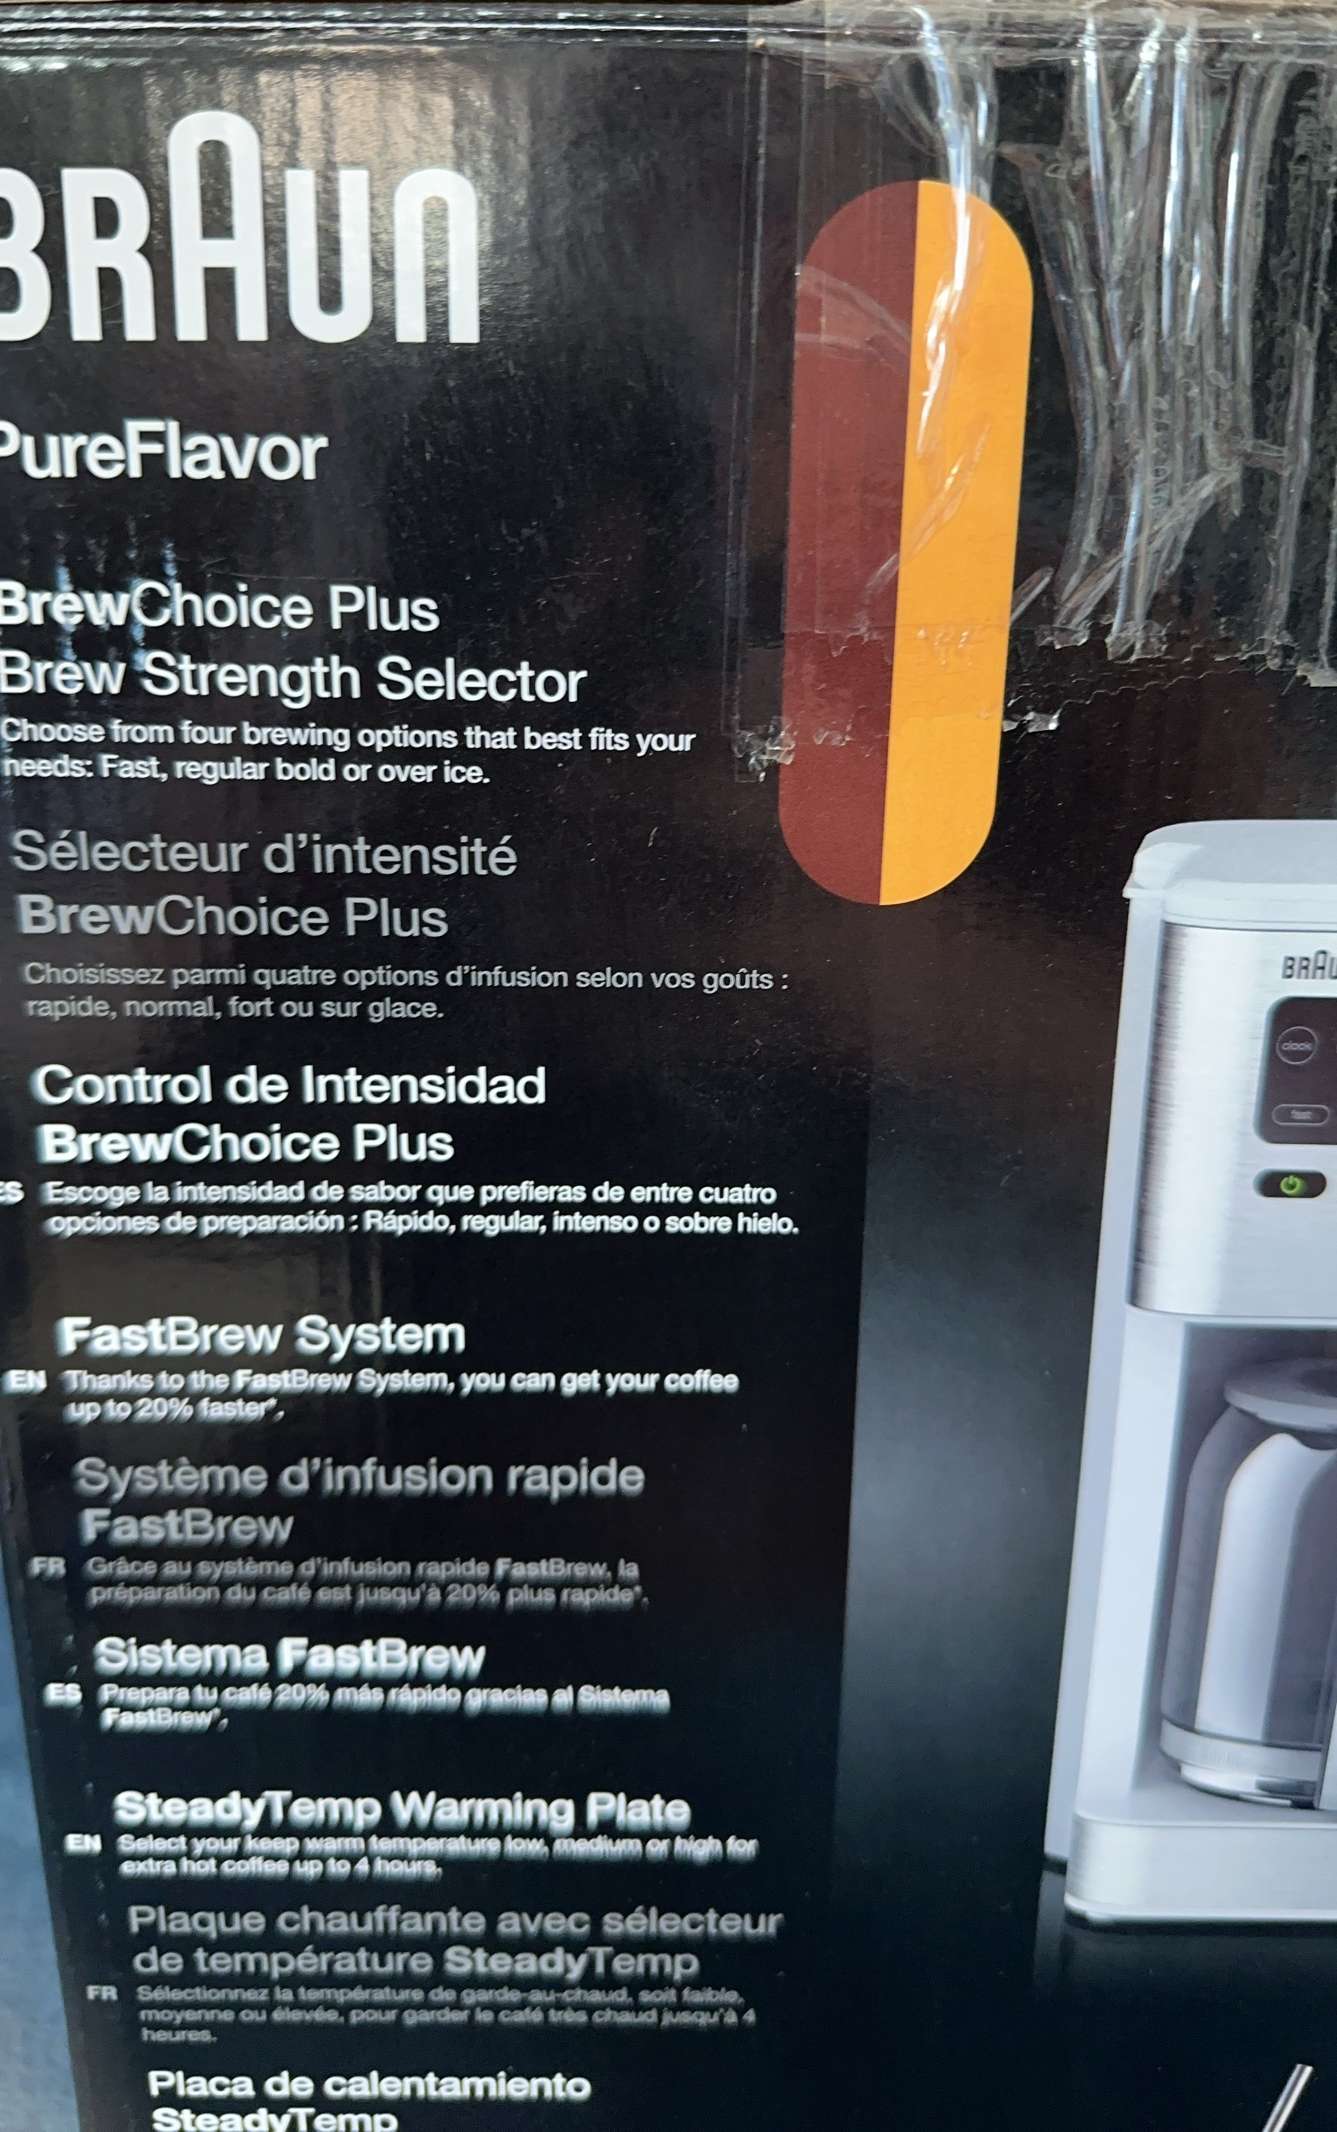 BRAUN
PureFlavor
BrewChoice Plus
Brew Strength Selector
Choose from four brewing options that best fits your
needs: Fast, regular bold or over ice.
Sélecteur d'intensité
BrewChoice Plus
Choisissez parmi quatre options d'infusion selon vos goûts :
rapide, normal, fort ou sur glace.
Control de Intensidad
BrewChoice Plus
ES Escoge la intensidad de sabor que prefieras de entre cuatro
opciones de preparación : Rápido, regular, intenso o sobre hielo.
FastBrew System
EN Thanks to the FastBrew System, you can get your coffee
up to 20% faster*.
Système d'infusion rapide
FastBrew
FR Grâce au système d'infusion rapide FastBrew, la
préparation du café est jusqu'à 20% plus rapide*.
Sistema FastBrew
ES Prepara tu café 20% más rápido gracias al Sistema
FastBrew*.
SteadyTemp Warming Plate
EN Select your keep warm temperature low, medium or high for
extra hot coffee up to 4 hours.
Plaque chauffante avec sélecteur
de température SteadyTemp
FR Sélectionnez la température de garde-au-chaud, soit faible,
moyenne ou élevée, pour garder le café très chaud jusqu'à 4
heures.
Placa de calentamiento
SteadyTemp
BRAU
clock
fast